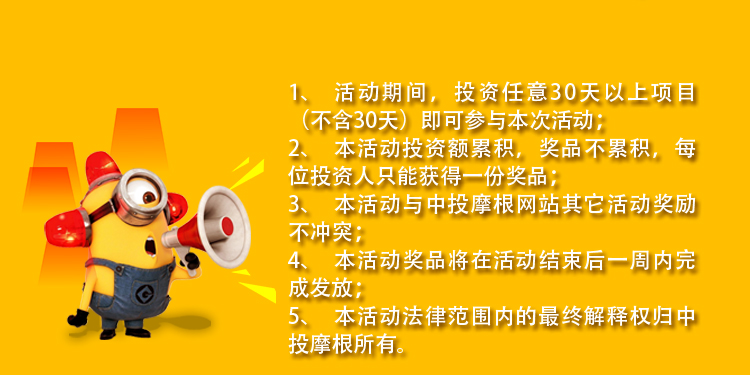 1、 活动期间，投资任意30天以上项目
（不含30天）即可参与本次活动；
2、 本活动投资额累积，奖品不累积，每
位投资人只能获得一份奖品；
3、 本活动与中投摩根网站其它活动奖励
不冲突；
4、 本活动奖品将在活动结束后一周内完
成发放；
5、 本活动法律范围内的最终解释权归中
投摩根所有。